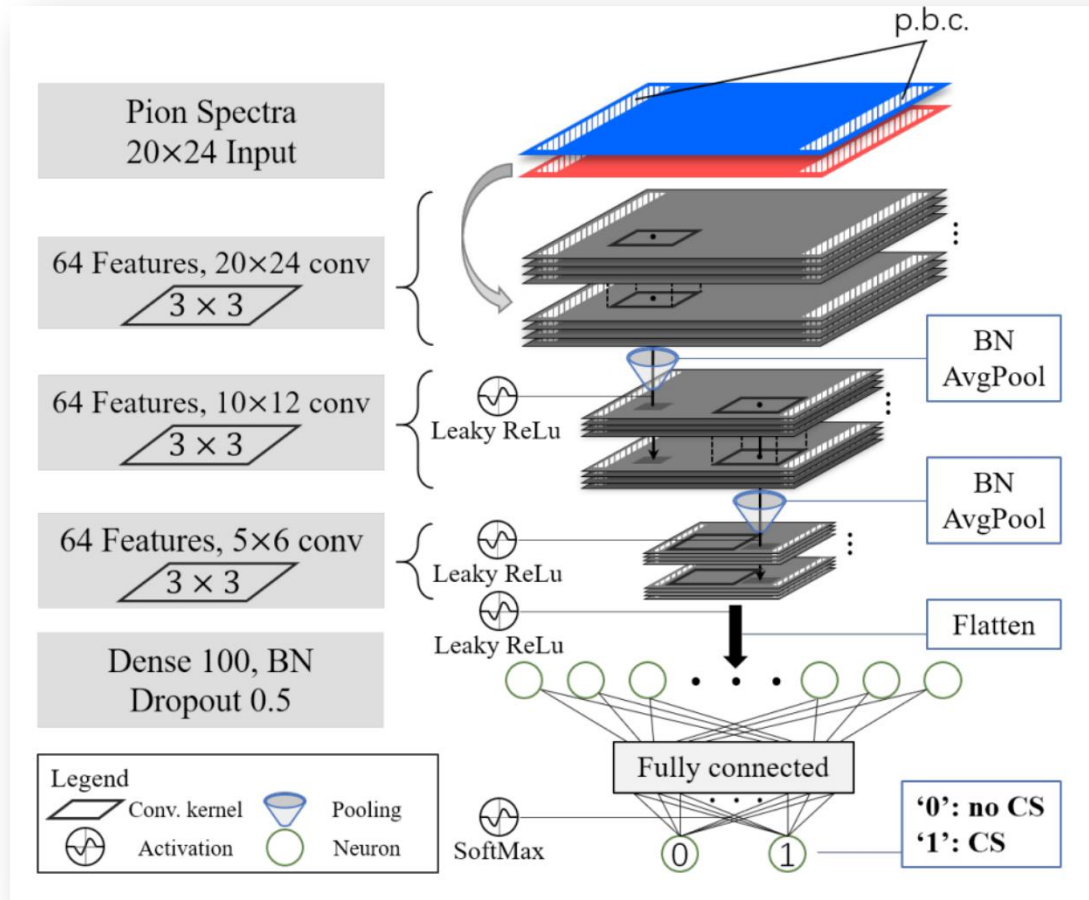 p.b.c.
Pion Spectra
20×24 Input
64 Features, 20×24 conv
3 × 3
BN
AvgPool
64 Features, 10×12 conv
3 × 3
Leaky ReLu
BN
AvgPool
64 Features, 5×6 conv
3 × 3
Leaky ReLu
Leaky ReLu
Flatten
Dense 100, BN
Dropout 0.5
Fully connected
Legend
Conv. kernel
Pooling
Activation
Neuron
SoftMax
0
1
‘0’: no CS
‘1’: CS